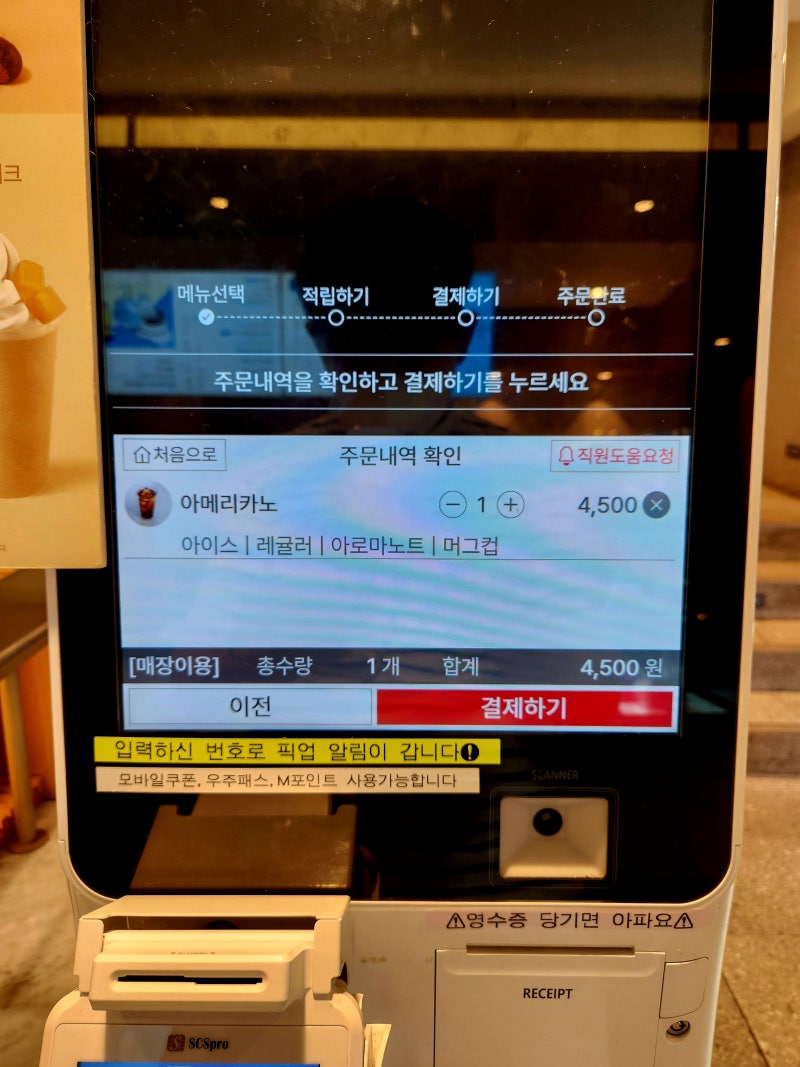 크
메뉴선택 적립하기 결제하기 주문완료
주문내역을 확인하고 결제하기를 누르세요
처음으로 주문내역 확인 직원도움요청
아메리카노 1 4,500
아이스 | 레귤러 | 아로마노트 | 머그컵
[매장이용] 총수량 1 개 합계 4,500 원
이전 결제하기
입력하신 번호로 픽업 알림이 갑니다!
모바일쿠폰, 우주패스, M포인트 사용가능합니다
SCANNER
⚠영수증 당기면 아파요⚠
RECEIPT
SCSpro